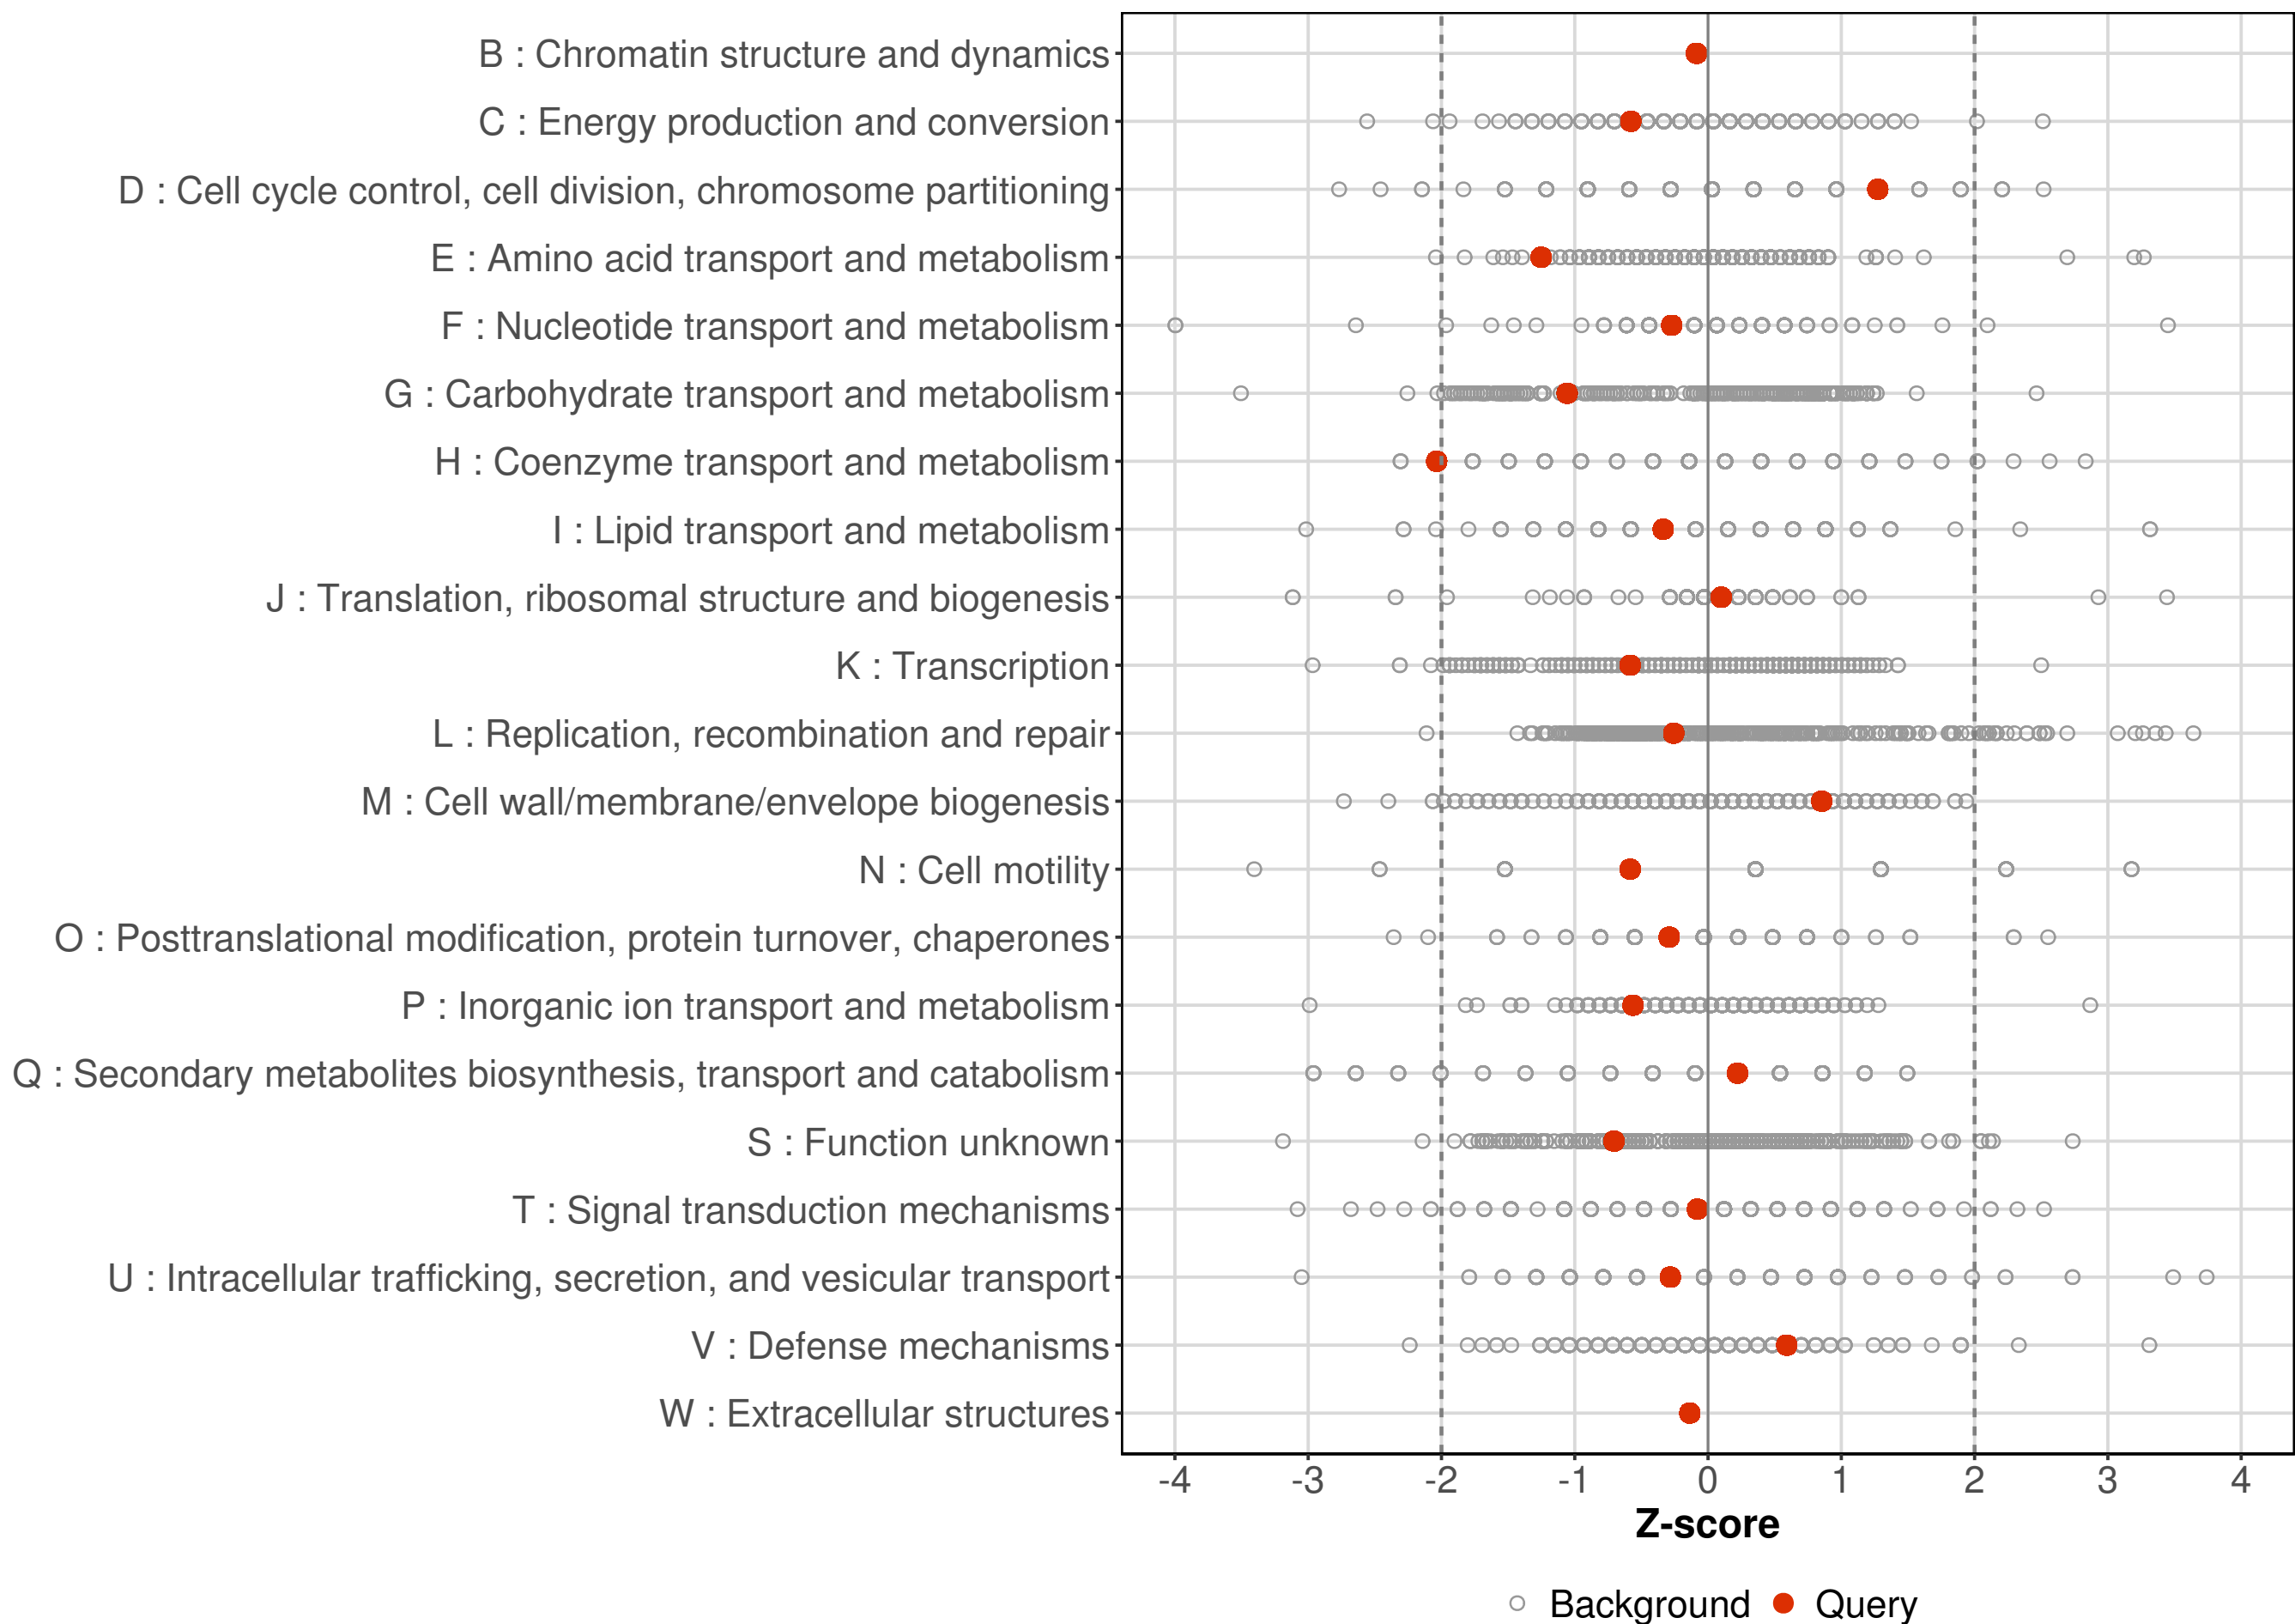 B : Chromatin structure and dynamics
C : Energy production and conversion
D : Cell cycle control, cell division, chromosome partitioning
E : Amino acid transport and metabolism
F : Nucleotide transport and metabolism
G : Carbohydrate transport and metabolism
H : Coenzyme transport and metabolism
I : Lipid transport and metabolism
J : Translation, ribosomal structure and biogenesis
K : Transcription
L : Replication, recombination and repair
M : Cell wall/membrane/envelope biogenesis
N : Cell motility
O : Posttranslational modification, protein turnover, chaperones
P : Inorganic ion transport and metabolism
Q : Secondary metabolites biosynthesis, transport and catabolism
S : Function unknown
T : Signal transduction mechanisms
U : Intracellular trafficking, secretion, and vesicular transport
V : Defense mechanisms
W : Extracellular structures
-4 -3 -2 -1 0 1 2 3 4
Z-score
Background Query